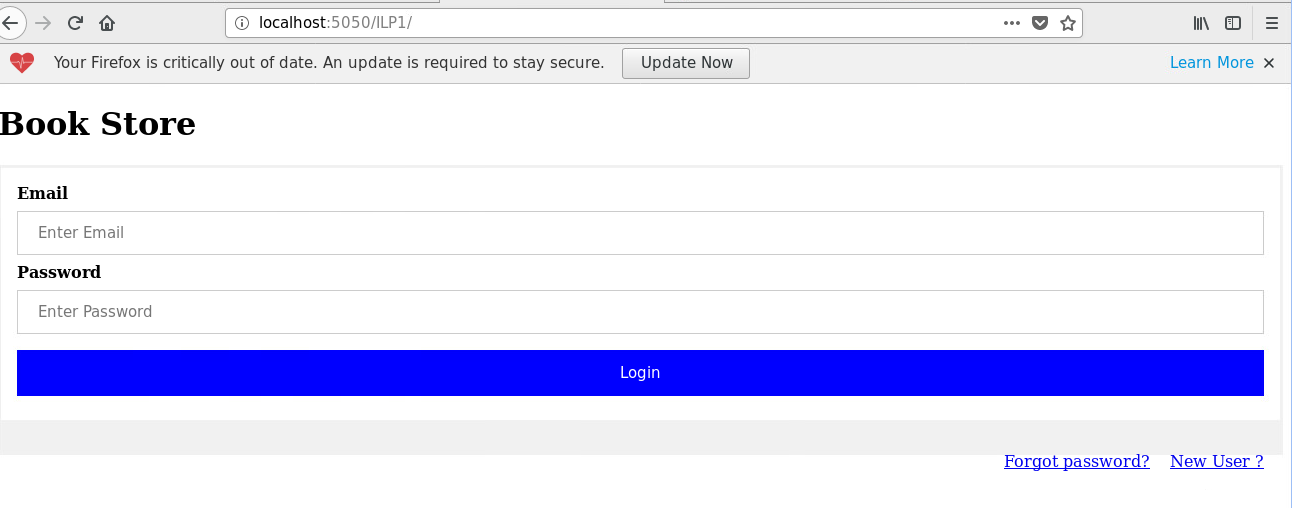 localhost:5050/ILP1/
Your Firefox is critically out of date. An update is required to stay secure. Update Now Learn More
Book Store
Email
Enter Email
Password
Enter Password
Login
Forgot password? New User ?